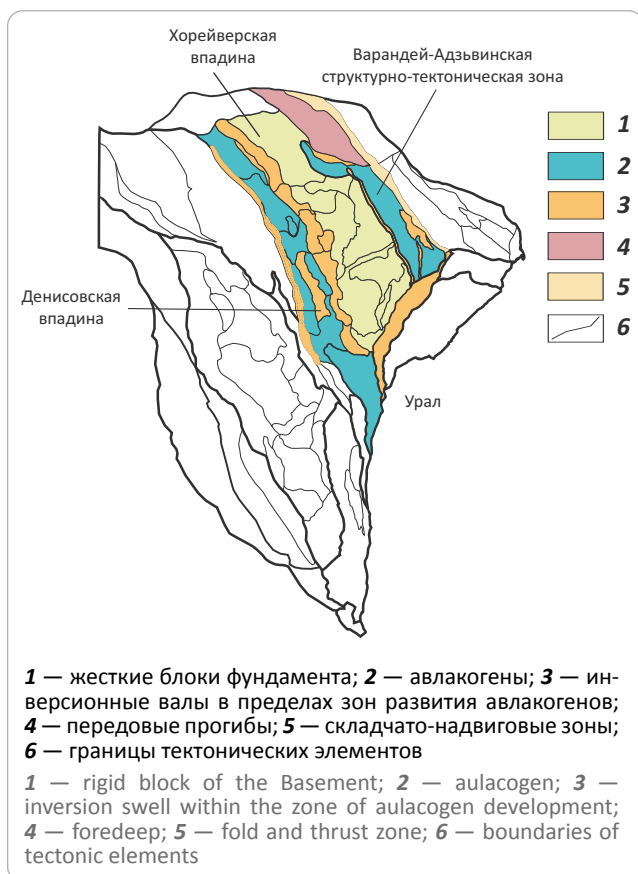 Хорейверская
впадина
Варандей-Адзьвинская
структурно-тектоническая зона
1
2
3
4
5
6
Денисовская
впадина
Урал
1 — жесткие блоки фундамента; 2 — авлакогены; 3 — ин-
версионные валы в пределах зон развития авлакогенов;
4 — передовые прогибы; 5 — складчато-надвиговые зоны;
6 — границы тектонических элементов
1 — rigid block of the Basement; 2 — aulacogen; 3 —
inversion swell within the zone of aulacogen development;
4 — foredeep; 5 — fold and thrust zone; 6 — boundaries of
tectonic elements